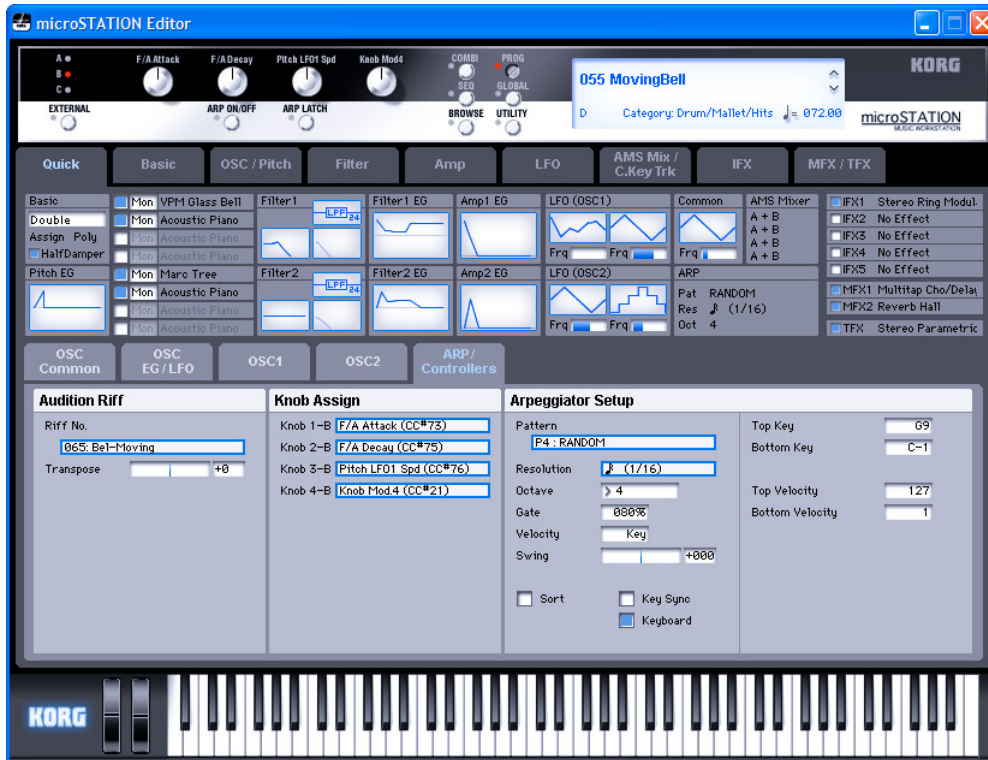 microSTATION Editor
A
B
C
F/A Attack
F/A Decay
Pitch LFO1 Spd
Knob Mod4
COMBI
PROG
SEQ
GLOBAL
EXTERNAL
ARP ON/OFF
ARP LATCH
BROWSE
UTILITY
055 MovingBell
D Category: Drum/Mallet/Hits ♩= 072.00
KORG
microSTATION
MUSIC WORKSTATION
Quick
Basic
OSC / Pitch
Filter
Amp
LFO
AMS Mix /
C.Key Trk
IFX
MFX / TFX
Basic
Double
Assign Poly
HalfDamper
Mon VPM Glass Bell
Mon Acoustic Piano
Mon Acoustic Piano
Mon Acoustic Piano
Filter1
LPF 24
Filter1 EG
Amp1 EG
LFO (OSC1)
Frq
Frq
Common
Frq
AMS Mixer
A + B
A + B
A + B
A + B
IFX1 Stereo Ring Modul
IFX2 No Effect
IFX3 No Effect
IFX4 No Effect
IFX5 No Effect
Pitch EG
Mon Marc Tree
Mon Acoustic Piano
Mon Acoustic Piano
Mon Acoustic Piano
Filter2
LPF 24
Filter2 EG
Amp2 EG
LFO (OSC2)
Frq
Frq
ARP
Pat RANDOM
Res (1/16)
Oct 4
MFX1 Multitap Cho/Delay
MFX2 Reverb Hall
TFX Stereo Parametric
OSC
Common
OSC
EG / LFO
OSC1
OSC2
ARP /
Controllers
Audition Riff
Riff No.
065: Bel-Moving
Transpose +0
Knob Assign
Knob 1-B F/A Attack (CC#73)
Knob 2-B F/A Decay (CC#75)
Knob 3-B Pitch LFO1 Spd (CC#76)
Knob 4-B Knob Mod.4 (CC#21)
Arpeggiator Setup
Pattern
P4 : RANDOM
Resolution (1/16)
Octave 4
Gate 080%
Velocity Key
Swing +000
Sort
Key Sync
Keyboard
Top Key G9
Bottom Key C-1
Top Velocity 127
Bottom Velocity 1
KORG